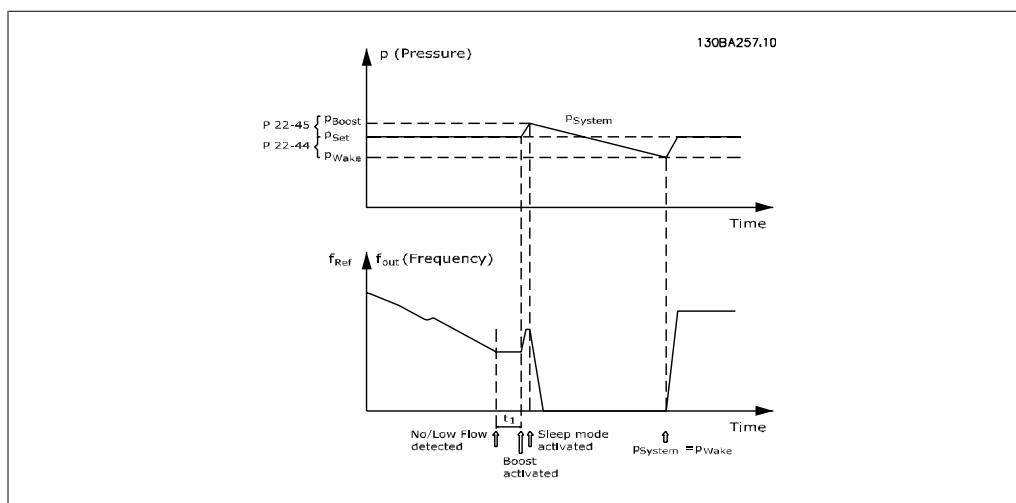 130BA257.10
p (Pressure)
P 22-45 { pBoost
pSystem
pSet
P 22-44 {
pWake
Time
fRef fout (Frequency)
t1
Time
No/Low Flow
detected
Boost
activated
Sleep mode
activated
pSystem = pWake